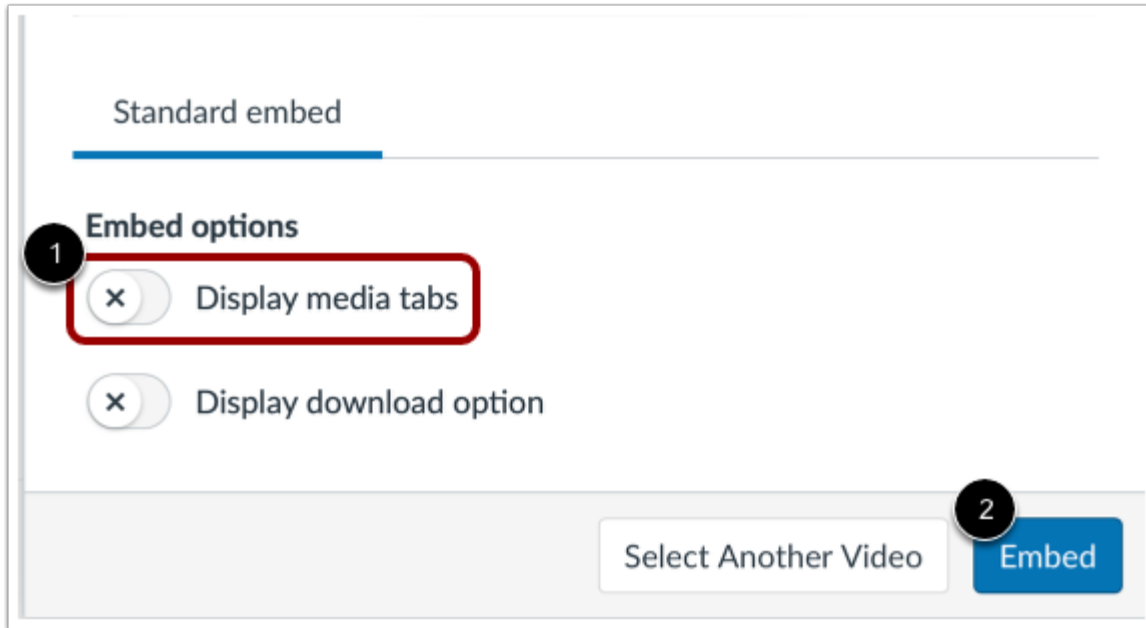 Standard embed
Embed options
1
Display media tabs
Display download option
2
Select Another Video
Embed